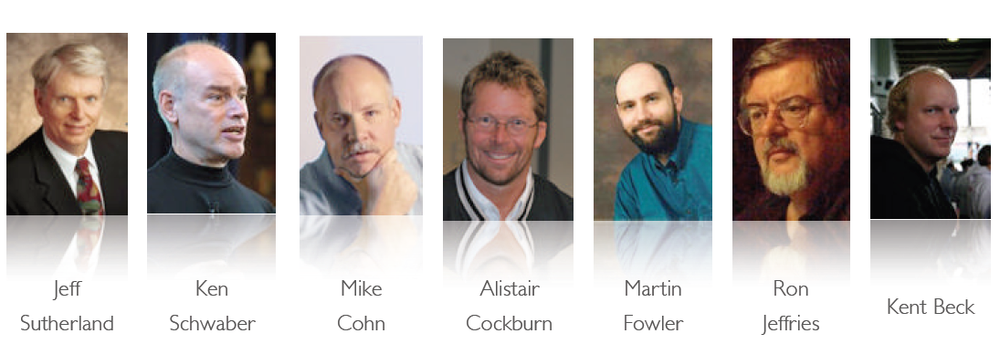 Jeff
Sutherland
Ken
Schwaber
Mike
Cohn
Alistair
Cockburn
Martin
Fowler
Ron
Jeffries
Kent Beck